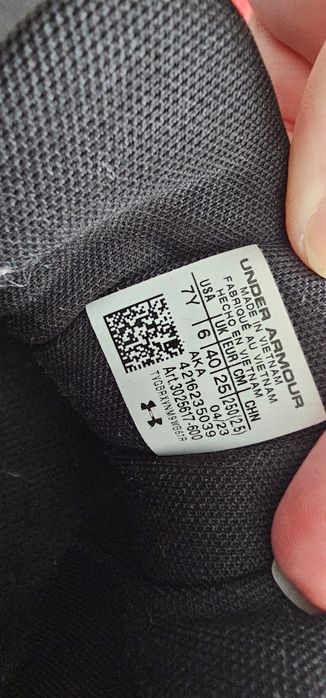 UNDER ARMOUR
MADE IN VIETNAM
FABRIQUÉ AU VIETNAM
HECHO EN VIETNAM
USA UK EUR CM CHN
7Y 6 40 25 250(2.5)
AKA 04/23
4216235039
Art.3025617-600
TVGBRXYNM9WB67R